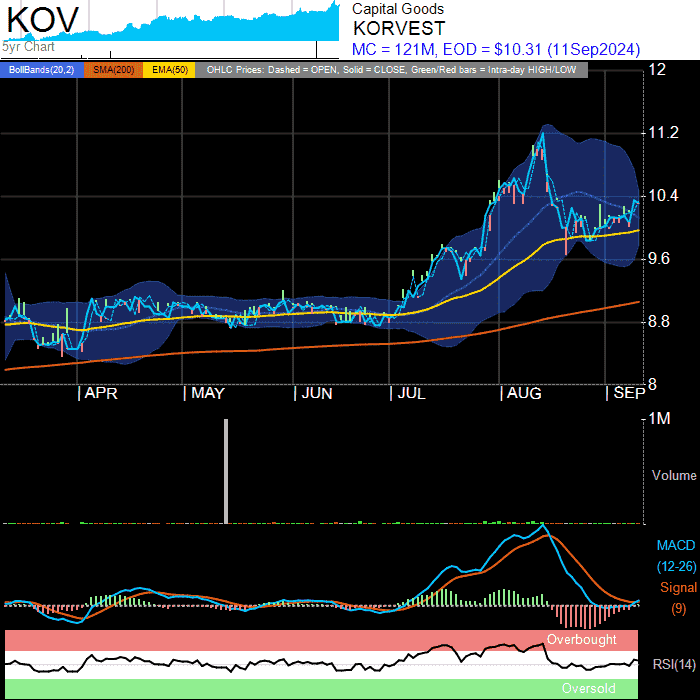 KOV
5yr Chart
Capital Goods
KORVEST
MC = 121M, EOD = $10.31 (11Sep2024)
BollBands(20,2) SMA(200) EMA(50) OHLC Prices: Dashed = OPEN, Solid = CLOSE, Green/Red bars = Intra-day HIGH/LOW
12
11.2
10.4
9.6
8.8
8
APR MAY JUN JUL AUG SEP
1M
Volume
MACD
(12-26)
Signal
(9)
Overbought
RSI(14)
Oversold